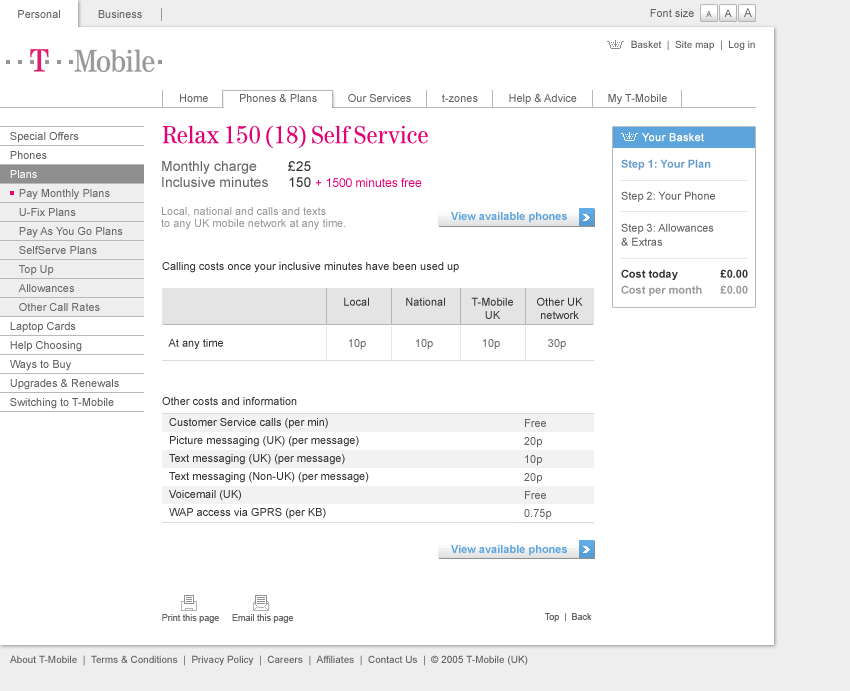 Personal
Business
Font size A A A
Basket | Site map | Log in
T-Mobile
Home
Phones & Plans
Our Services
t-zones
Help & Advice
My T-Mobile
Special Offers
Phones
Plans
Pay Monthly Plans
U-Fix Plans
Pay As You Go Plans
SelfServe Plans
Top Up
Allowances
Other Call Rates
Laptop Cards
Help Choosing
Ways to Buy
Upgrades & Renewals
Switching to T-Mobile
Relax 150 (18) Self Service
Monthly charge £25
Inclusive minutes 150 + 1500 minutes free
Local, national and calls and texts
to any UK mobile network at any time.
View available phones
Calling costs once your inclusive minutes have been used up
Local National T-Mobile UK Other UK network
At any time 10p 10p 10p 30p
Other costs and information
Customer Service calls (per min) Free
Picture messaging (UK) (per message) 20p
Text messaging (UK) (per message) 10p
Text messaging (Non-UK) (per message) 20p
Voicemail (UK) Free
WAP access via GPRS (per KB) 0.75p
View available phones
Print this page
Email this page
Top | Back
Your Basket
Step 1: Your Plan
Step 2: Your Phone
Step 3: Allowances
& Extras
Cost today £0.00
Cost per month £0.00
About T-Mobile | Terms & Conditions | Privacy Policy | Careers | Affiliates | Contact Us | © 2005 T-Mobile (UK)